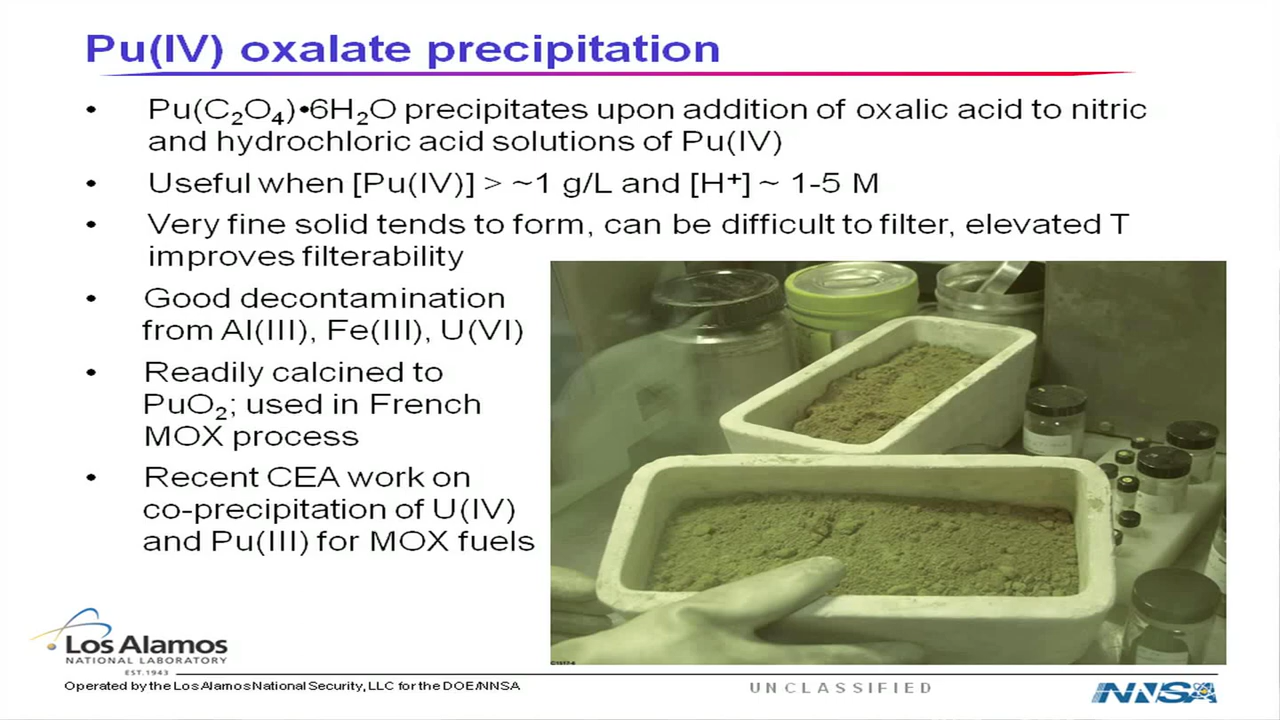 Pu(IV) oxalate precipitation
• Pu(C₂O₄)•6H₂O precipitates upon addition of oxalic acid to nitric
and hydrochloric acid solutions of Pu(IV)
• Useful when [Pu(IV)] > ~1 g/L and [H⁺] ~ 1-5 M
• Very fine solid tends to form, can be difficult to filter, elevated T
improves filterability
• Good decontamination
from Al(III), Fe(III), U(VI)
• Readily calcined to
PuO₂; used in French
MOX process
• Recent CEA work on
co-precipitation of U(IV)
and Pu(III) for MOX fuels
Los Alamos
NATIONAL LABORATORY
EST.1943
Operated by the Los Alamos National Security, LLC for the DOE/NNSA
UNCLASSIFIED
NNSA